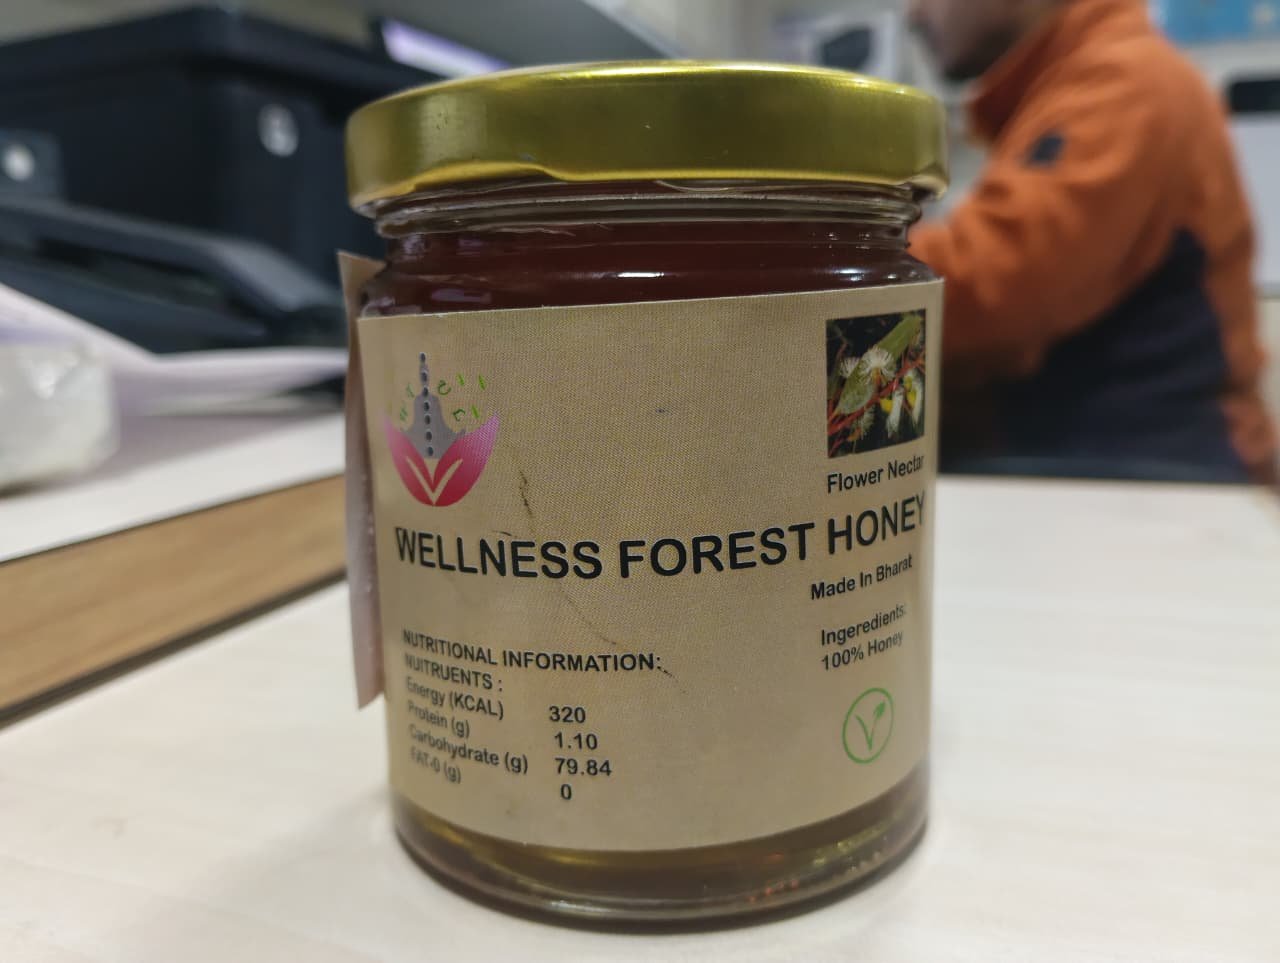 Flower Nectar
WELLNESS FOREST HONEY
Made In Bharat
Ingeredients:
100% Honey
NUTRITIONAL INFORMATION:
NUITRUENTS :
Energy (KCAL) 320
Protein (g) 1.10
Carbohydrate (g) 79.84
FAT-0 (g) 0